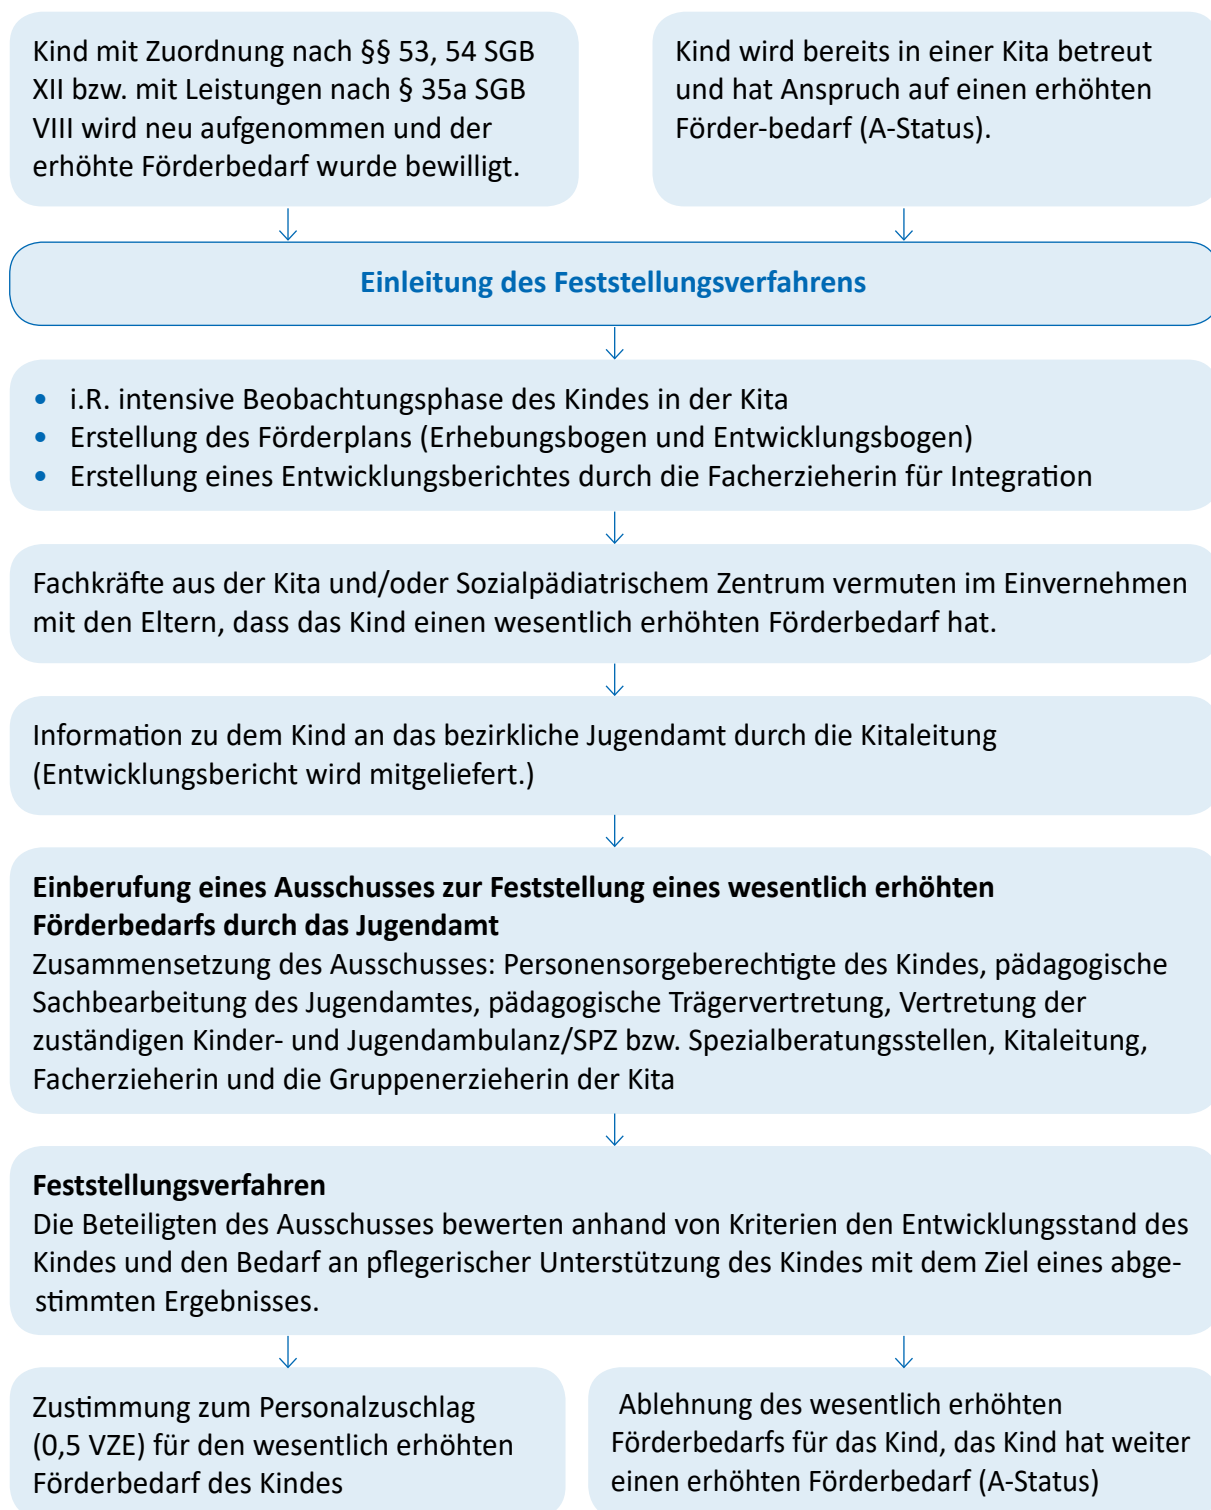 Kind mit Zuordnung nach §§ 53, 54 SGB
XII bzw. mit Leistungen nach § 35a SGB
VIII wird neu aufgenommen und der
erhöhte Förderbedarf wurde bewilligt.
Kind wird bereits in einer Kita betreut
und hat Anspruch auf einen erhöhten
Förder-bedarf (A-Status).
Einleitung des Feststellungsverfahrens
• i.R. intensive Beobachtungsphase des Kindes in der Kita
• Erstellung des Förderplans (Erhebungsbogen und Entwicklungsbogen)
• Erstellung eines Entwicklungsberichtes durch die Facherzieherin für Integration
Fachkräfte aus der Kita und/oder Sozialpädiatrischem Zentrum vermuten im Einvernehmen
mit den Eltern, dass das Kind einen wesentlich erhöhten Förderbedarf hat.
Information zu dem Kind an das bezirkliche Jugendamt durch die Kitaleitung
(Entwicklungsbericht wird mitgeliefert.)
Einberufung eines Ausschusses zur Feststellung eines wesentlich erhöhten
Förderbedarfs durch das Jugendamt
Zusammensetzung des Ausschusses: Personensorgeberechtigte des Kindes, pädagogische
Sachbearbeitung des Jugendamtes, pädagogische Trägervertretung, Vertretung der
zuständigen Kinder- und Jugendambulanz/SPZ bzw. Spezialberatungsstellen, Kitaleitung,
Facherzieherin und die Gruppenerzieherin der Kita
Feststellungsverfahren
Die Beteiligten des Ausschusses bewerten anhand von Kriterien den Entwicklungsstand des
Kindes und den Bedarf an pflegerischer Unterstützung des Kindes mit dem Ziel eines abge-
stimmten Ergebnisses.
Zustimmung zum Personalzuschlag
(0,5 VZE) für den wesentlich erhöhten
Förderbedarf des Kindes
Ablehnung des wesentlich erhöhten
Förderbedarfs für das Kind, das Kind hat weiter
einen erhöhten Förderbedarf (A-Status)